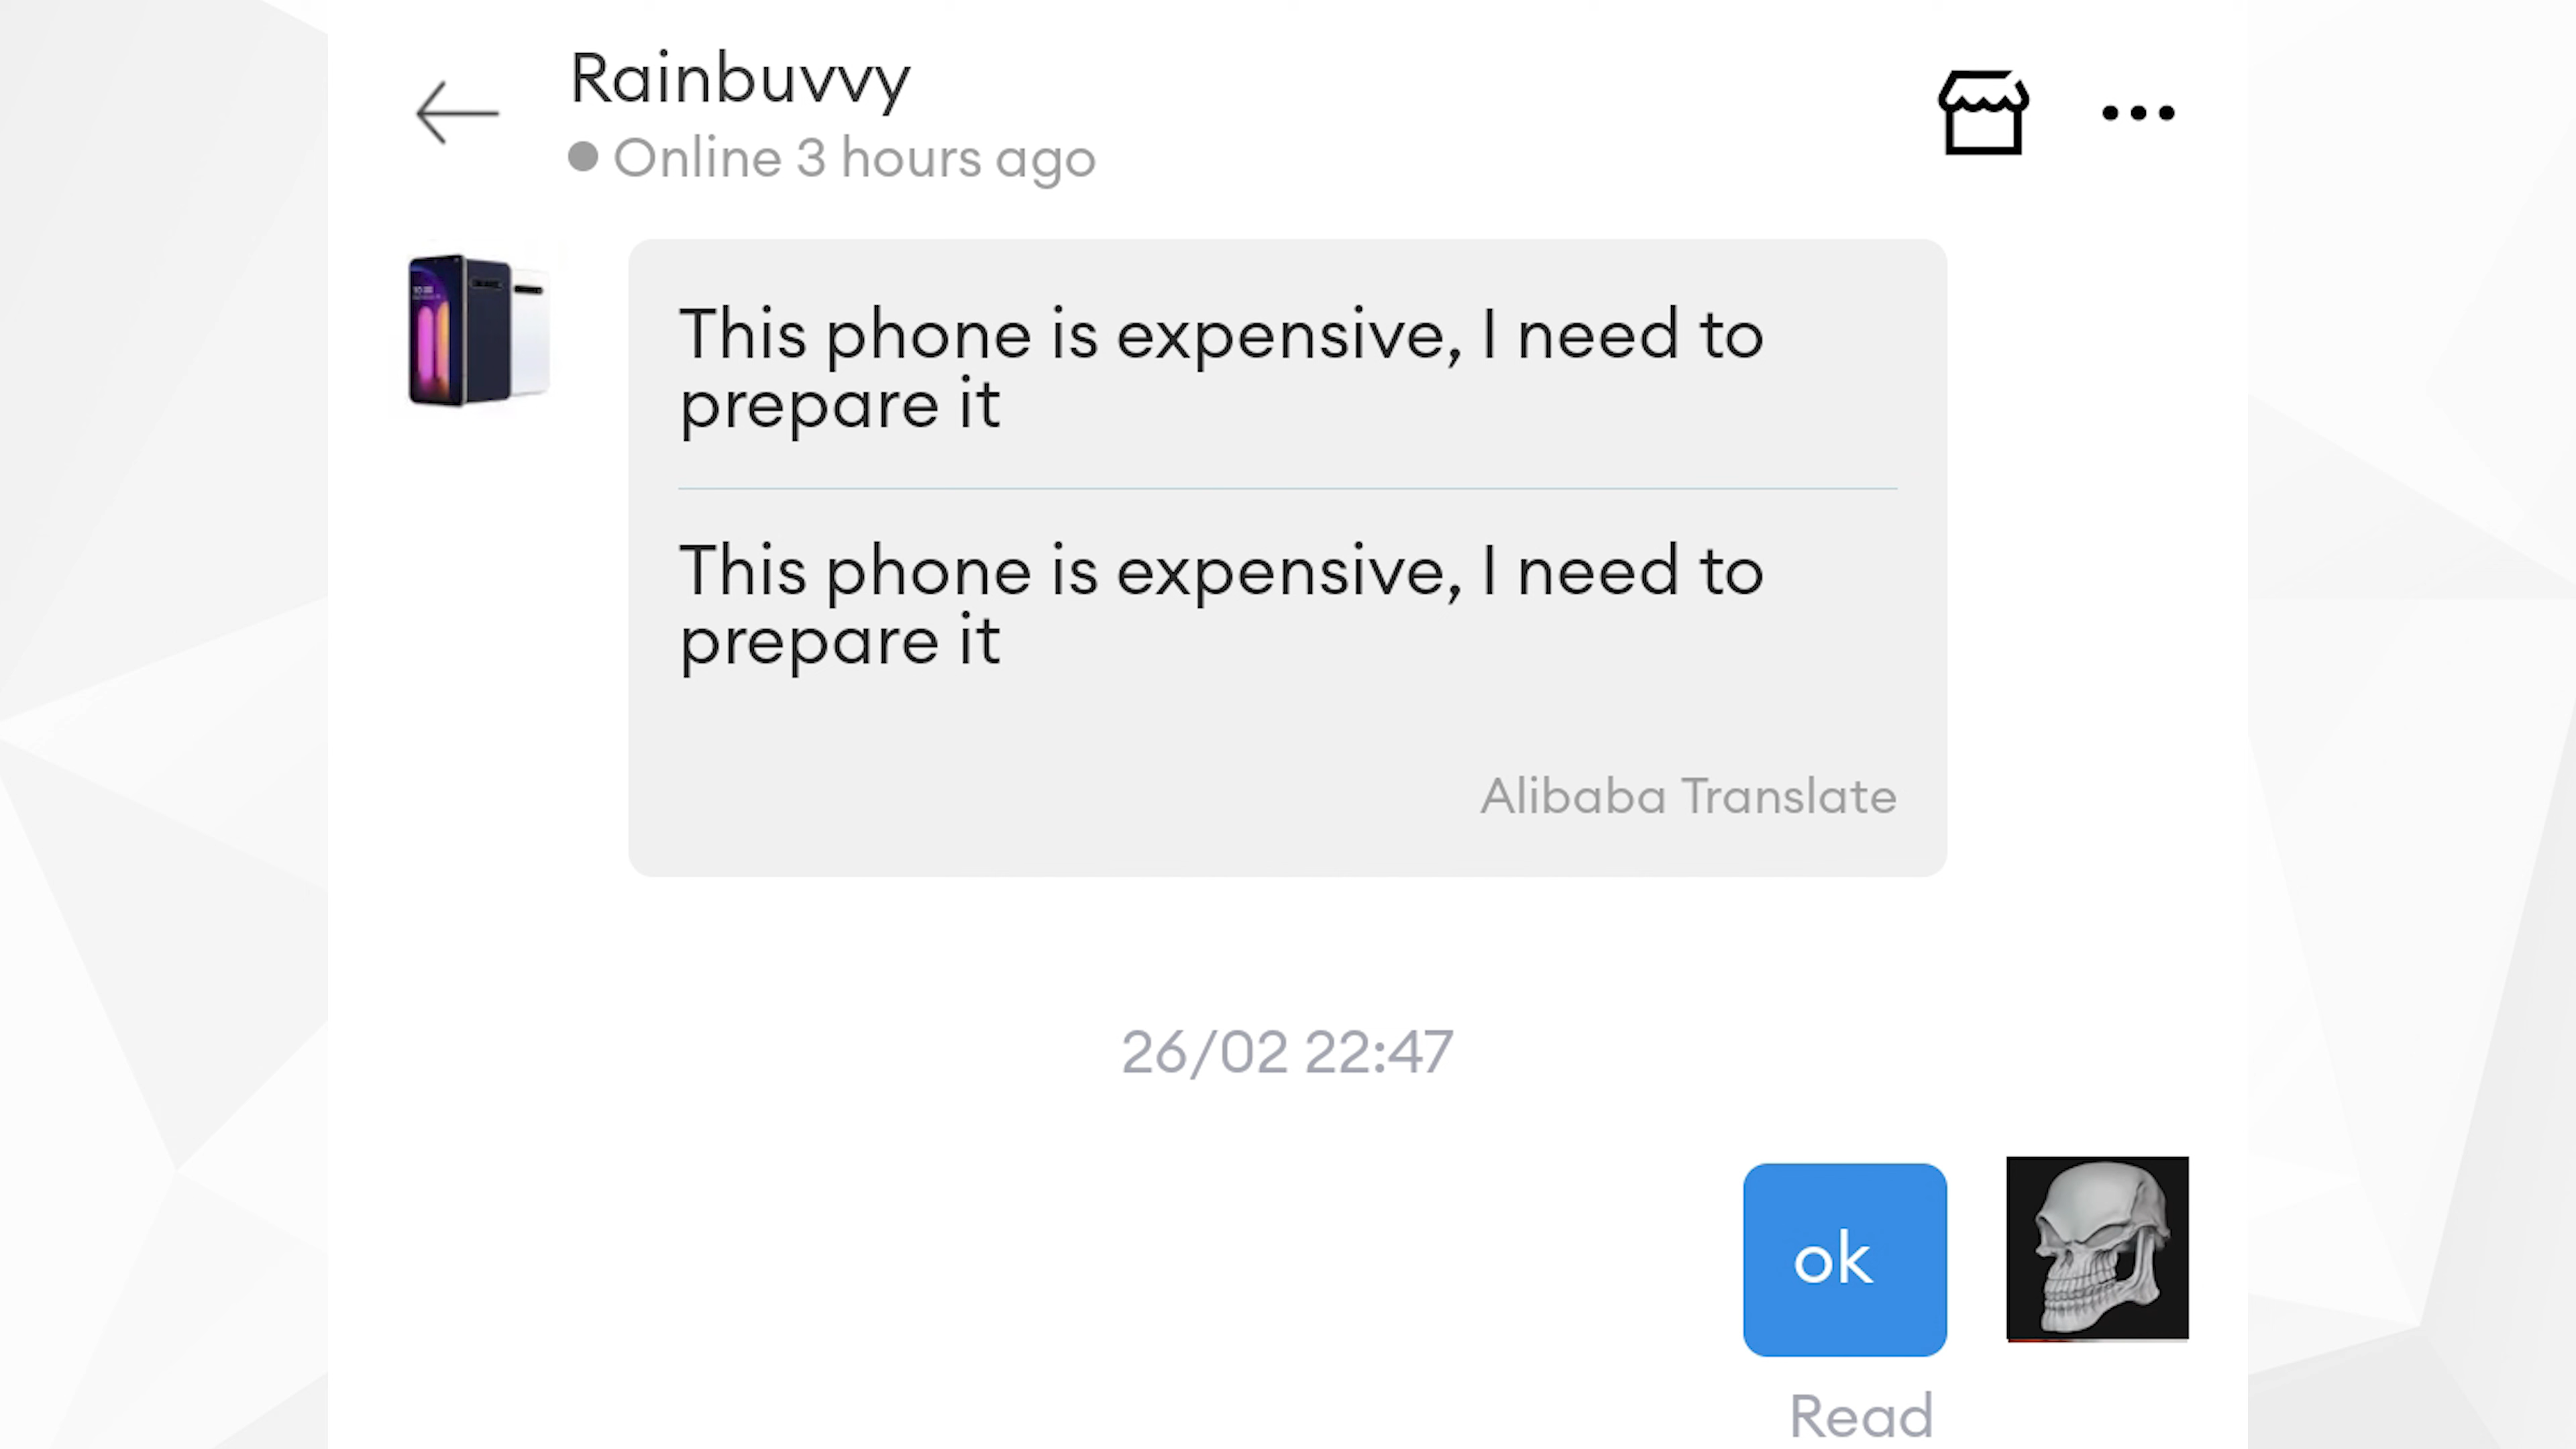 Rainbuvvy
Online 3 hours ago
This phone is expensive, I need to
prepare it
This phone is expensive, I need to
prepare it
Alibaba Translate
26/02 22:47
ok
Read